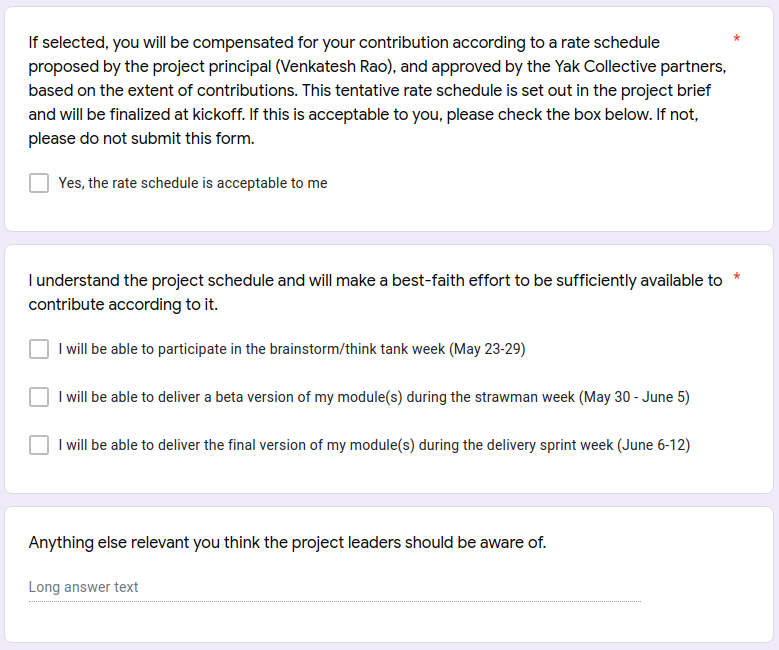 If selected, you will be compensated for your contribution according to a rate schedule *
proposed by the project principal (Venkatesh Rao), and approved by the Yak Collective partners,
based on the extent of contributions. This tentative rate schedule is set out in the project brief
and will be finalized at kickoff. If this is acceptable to you, please check the box below. If not,
please do not submit this form.
Yes, the rate schedule is acceptable to me
I understand the project schedule and will make a best-faith effort to be sufficiently available to *
contribute according to it.
I will be able to participate in the brainstorm/think tank week (May 23-29)
I will be able to deliver a beta version of my module(s) during the strawman week (May 30 - June 5)
I will be able to deliver the final version of my module(s) during the delivery sprint week (June 6-12)
Anything else relevant you think the project leaders should be aware of.
Long answer text